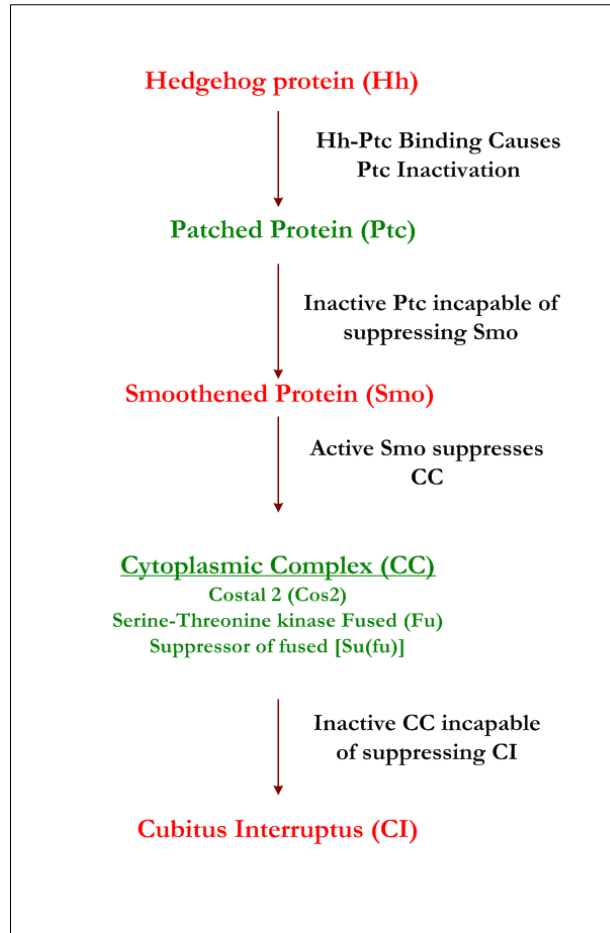 Hedgehog protein (Hh)
Hh-Ptc Binding Causes
Ptc Inactivation
Patched Protein (Ptc)
Inactive Ptc incapable of
suppressing Smo
Smoothened Protein (Smo)
Active Smo suppresses
CC
Cytoplasmic Complex (CC)
Costal 2 (Cos2)
Serine-Threonine kinase Fused (Fu)
Suppressor of fused [Su(fu)]
Inactive CC incapable
of suppressing CI
Cubitus Interruptus (CI)